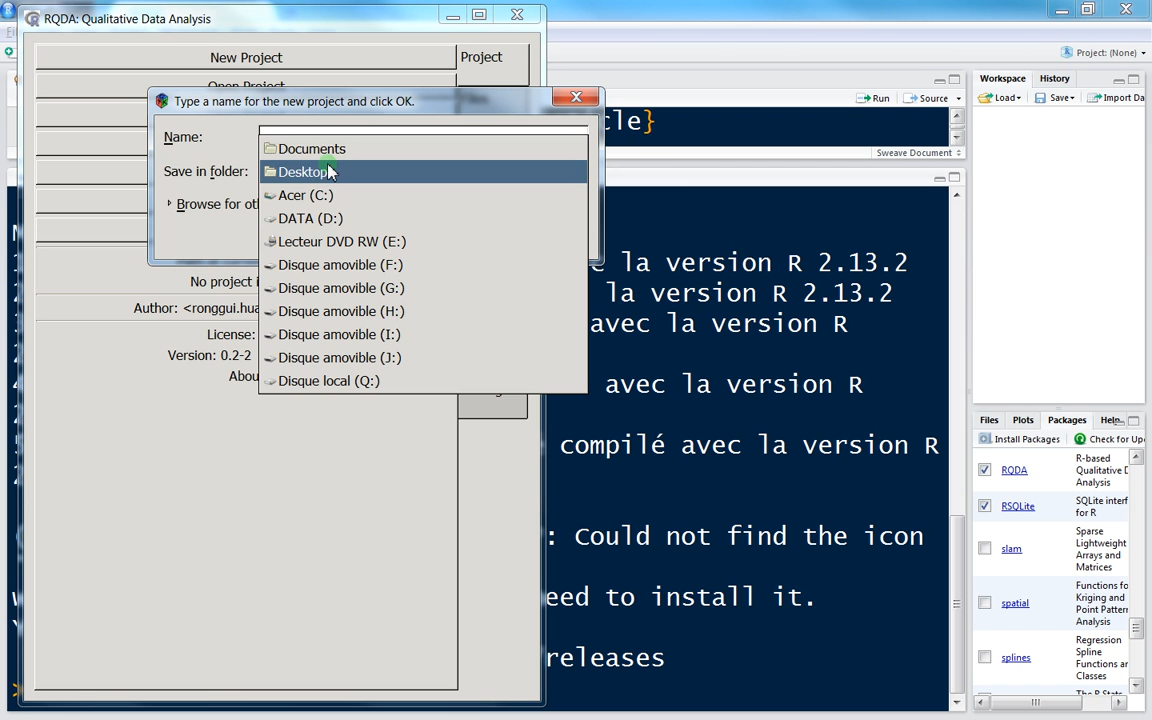 RQDA: Qualitative Data Analysis
New Project
Project
Project: (None)
Type a name for the new project and click OK.
Name:
Save in folder:
Documents
Desktop
Acer (C:)
DATA (D:)
Lecteur DVD RW (E:)
Disque amovible (F:)
Disque amovible (G:)
Disque amovible (H:)
Disque amovible (I:)
Disque amovible (J:)
Disque local (Q:)
No project i
Author: <ronggui.hua
License:
Version: 0.2-2
Abou
Run
Source
cle}
Sweave Document
la version R 2.13.2
la version R 2.13.2
avec la version R
avec la version R
compilé avec la version R
: Could not find the icon
eed to install it.
releases
Workspace
History
Load
Save
Import Da
Files
Plots
Packages
Help
Install Packages
Check for Up
RQDA
R-based
Qualitative D
Analysis
RSQLite
SQLite interf
for R
slam
Sparse
Lightweight
Arrays and
Matrices
spatial
Functions fo
Kriging and
Point Patter
Analysis
splines
Regression
Spline
Functions ar
Classes